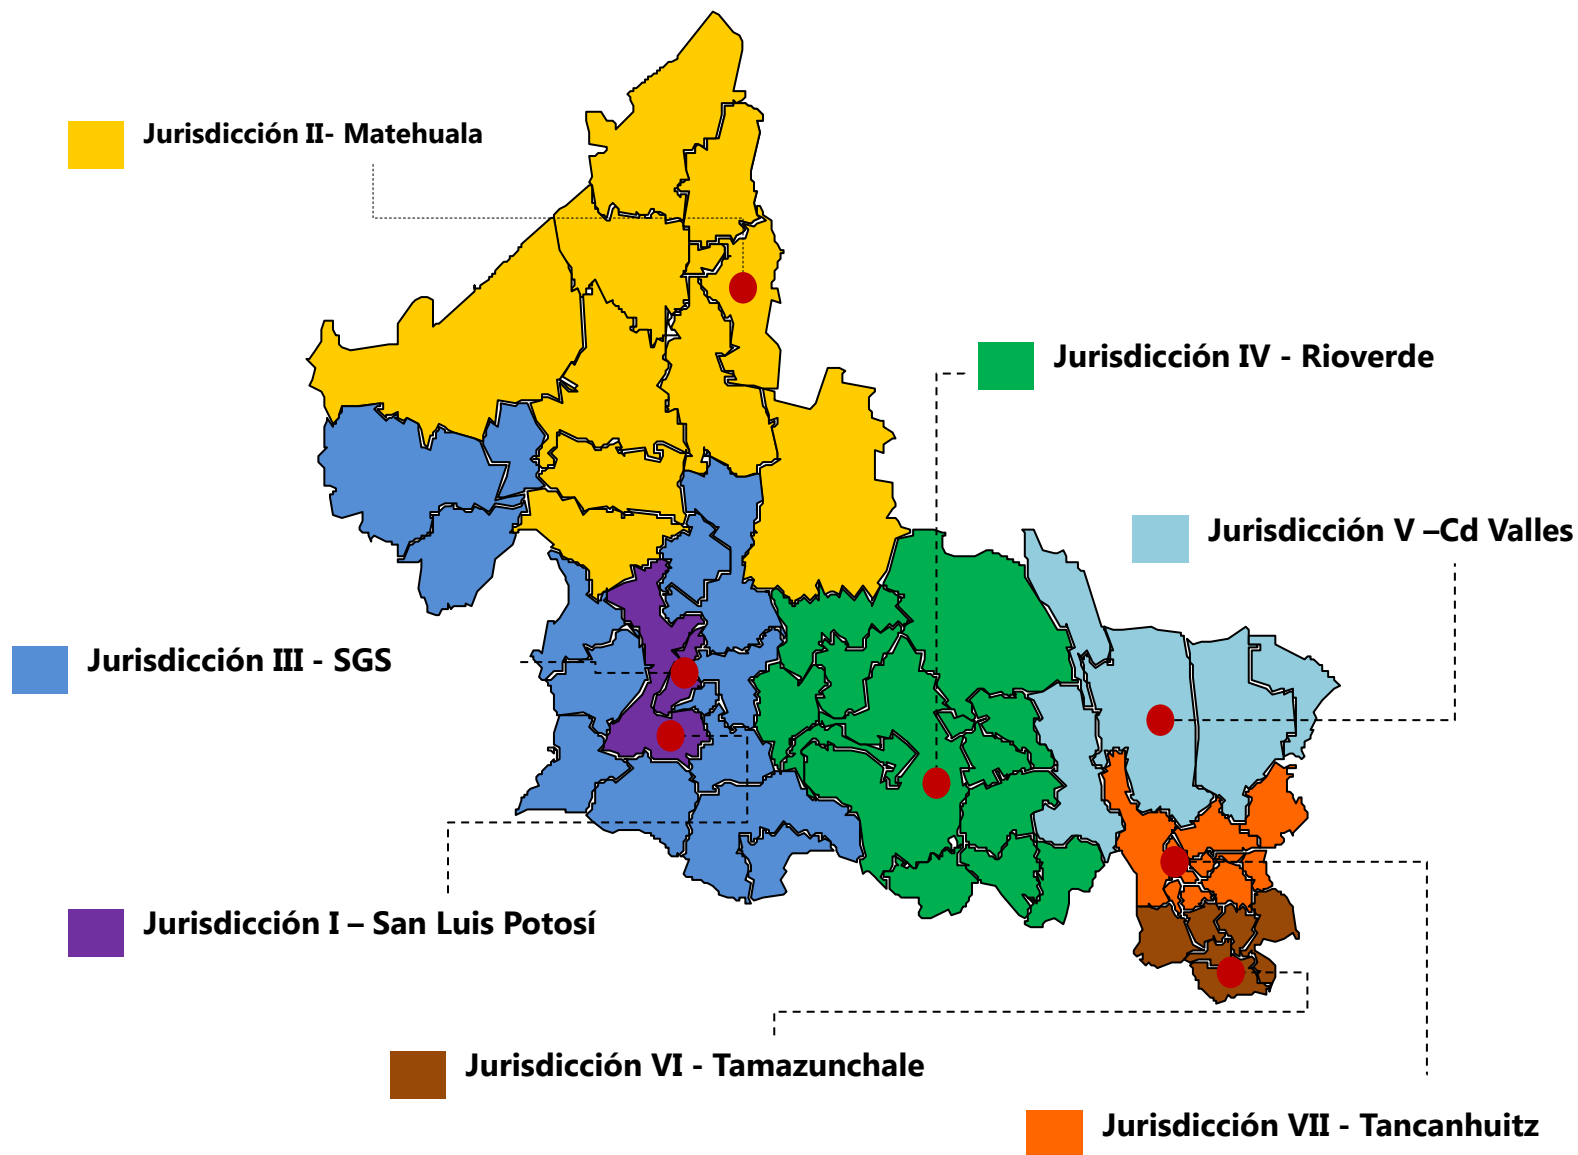 Jurisdicción II- Matehuala
Jurisdicción IV - Rioverde
Jurisdicción V –Cd Valles
Jurisdicción III - SGS
Jurisdicción I – San Luis Potosí
Jurisdicción VI - Tamazunchale
Jurisdicción VII - Tancanhuitz